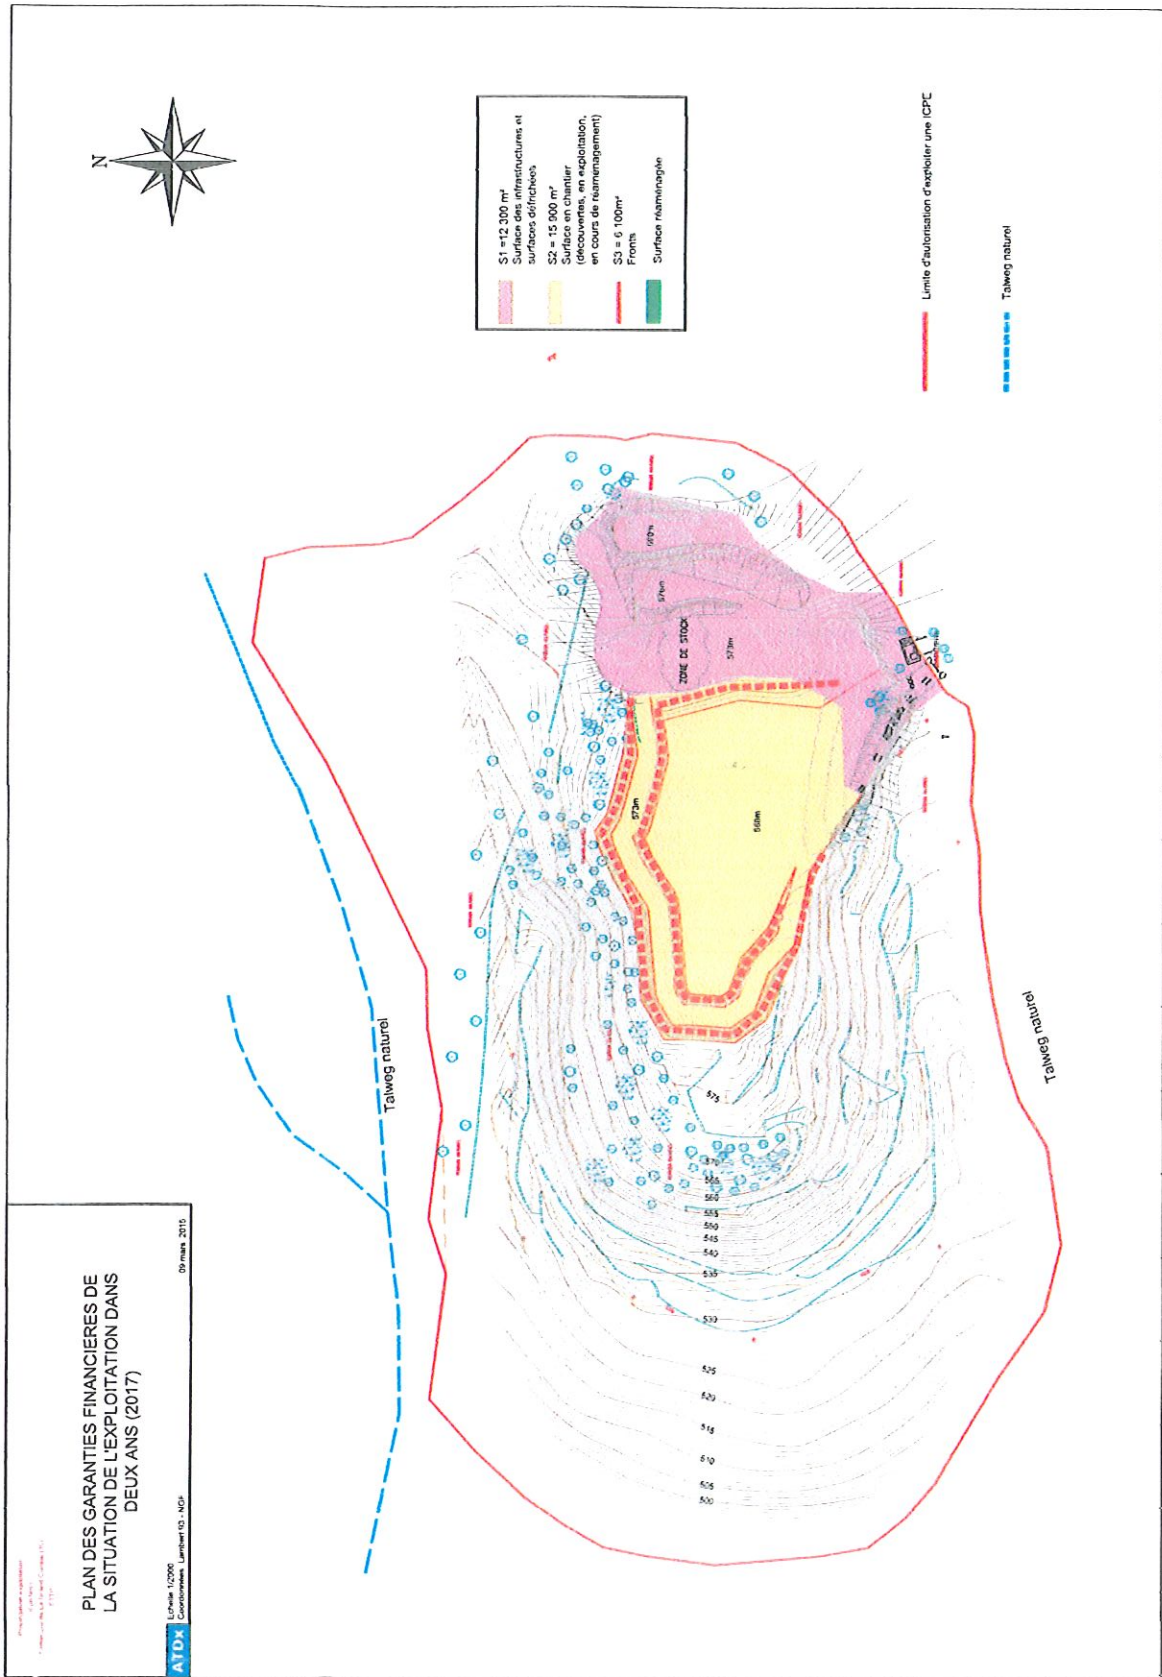 PLAN DES GARANTIES FINANCIERES DE
LA SITUATION DE L'EXPLOITATION DANS
DEUX ANS (2017)
ATDx
Echelle 1/2000
Coordonnées Lambert 93 - NGF
09 mars 2015
N
S1 =12 300 m²
Surface des infrastructures et
surfaces défrichées
S2 = 15 900 m²
Surface en chantier
(découvertes, en exploitation,
en cours de réaménagement)
S3 = 6 100m²
Fronts
Surface réaménagée
Limite d'autorisation d'exploiter une ICPE
Talweg naturel
Talweg naturel
Talweg naturel
ZONE DE STOCK
573m
576m
573m
568m
575
570
565
560
555
550
545
540
535
530
525
520
515
510
505
500